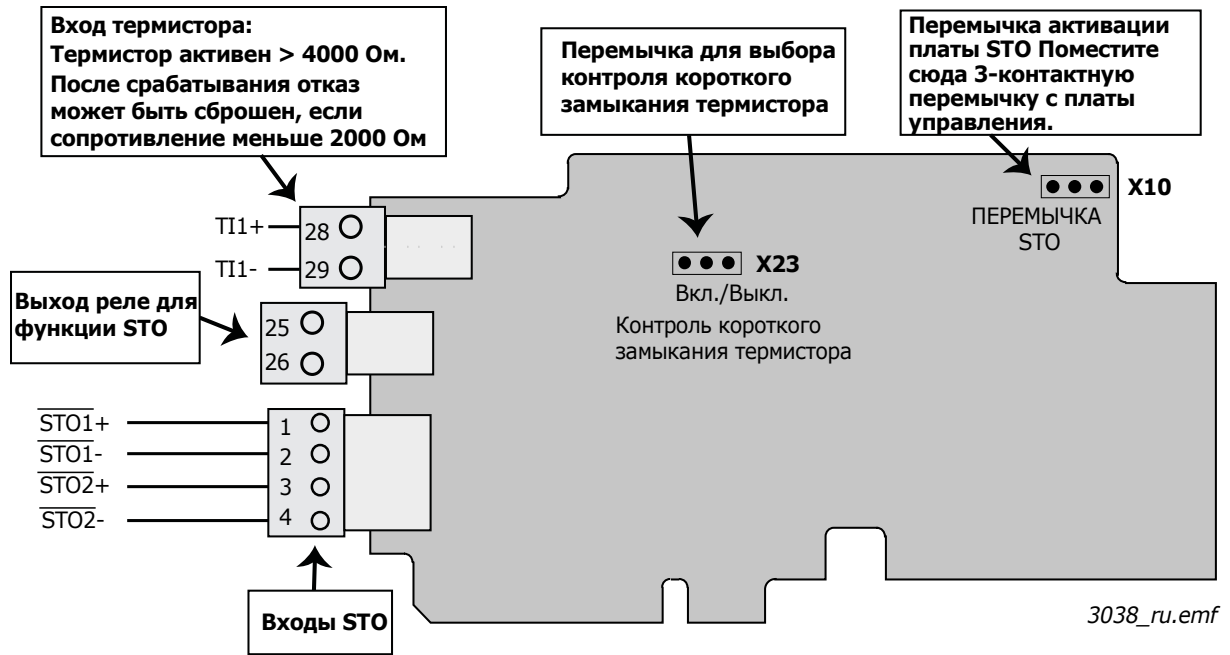 Вход термистора:
Термистор активен > 4000 Ом.
После срабатывания отказ
может быть сброшен, если
сопротивление меньше 2000 Ом
Перемычка для выбора
контроля короткого
замыкания термистора
Перемычка активации
платы STO Поместите
сюда 3-контактную
перемычку с платы
управления.
X10
ПЕРЕМЫЧКА
STO
TI1+
28
TI1-
29
X23
Вкл./Выкл.
Контроль короткого
замыкания термистора
Выход реле для
функции STO
25
26
STO1+
1
STO1-
2
STO2+
3
STO2-
4
Входы STO
3038_ru.emf